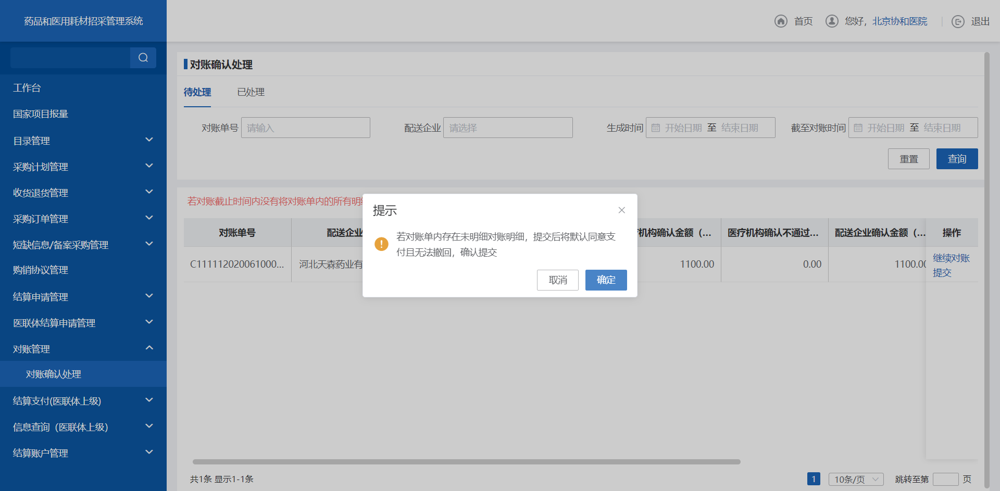 药品和医用耗材招采管理系统
首页
您好，北京协和医院
退出
工作台
国家项目报量
目录管理
采购计划管理
收货退货管理
采购订单管理
短缺信息/备案采购管理
购销协议管理
结算申请管理
医联体结算申请管理
对账管理
对账确认处理
结算支付(医联体上级)
信息查询（医联体上级）
结算账户管理
对账确认处理
待处理 已处理
对账单号 请输入 配送企业 请选择 生成时间 开始日期 至 结束日期 截至对账时间 开始日期 至 结束日期
重置 查询
若对账截止时间内没有将对账单内的所有明
对账单号 配送企业 机构确认金额（... 医疗机构确认不通过... 配送企业确认金额（... 操作
C111112020061000... 河北天森药业有 1100.00 0.00 1100.00 继续对账
提交
提示
若对账单内存在未明细对账明细，提交后将默认同意支
付且无法撤回，确认提交
取消 确定
共1条 显示1-1条
1 10条/页 跳转至第 页